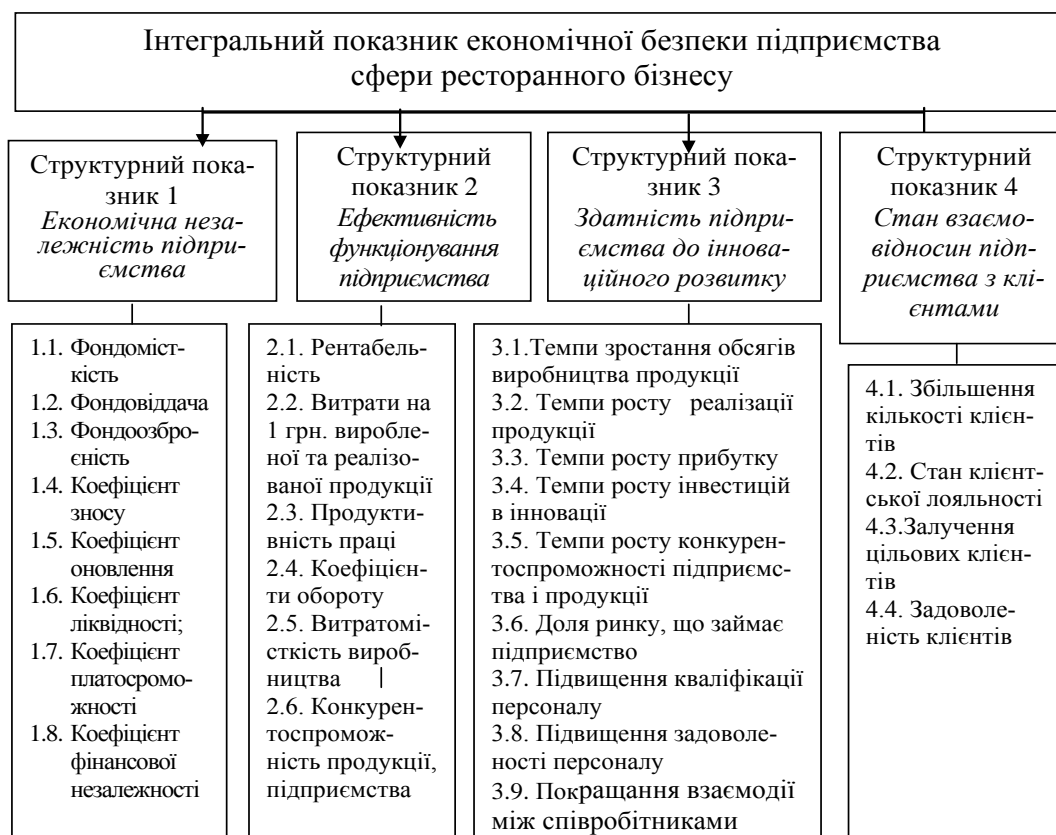 Інтегральний показник економічної безпеки підприємства
сфери ресторанного бізнесу
Структурний пока-
зник 1
Економічна неза-
лежність підпри-
ємства
Структурний
показник 2
Ефективність
функціонування
підприємства
Структурний пока-
зник 3
Здатність підпри-
ємства до іннова-
ційного розвитку
Структурний
показник 4
Стан взаємо-
відносин підп-
риємства з клі-
єнтами
1.1. Фондоміст-
кість
1.2. Фондовіддача
1.3. Фондоозбро-
єність
1.4. Коефіцієнт
зносу
1.5. Коефіцієнт
оновлення
1.6. Коефіцієнт
ліквідності;
1.7. Коефіцієнт
платосромо-
жності
1.8. Коефіцієнт
фінансової
незалежності
2.1. Рентабель-
ність
2.2. Витрати на
1 грн. виробле-
ної та реалізо-
ваної продукції
2.3. Продукти-
вність праці
2.4. Коефіцієн-
ти обороту
2.5. Витратомі-
сткість вироб-
ництва
2.6. Конкурен-
тоспромож-
ність продукції,
підприємства
3.1.Темпи зростання обсягів
виробництва продукції
3.2. Темпи росту реалізації
продукції
3.3. Темпи росту прибутку
3.4. Темпи росту інвестицій
в інновації
3.5. Темпи росту конкурен-
тоспроможності підприємс-
тва і продукції
3.6. Доля ринку, що займає
підприємство
3.7. Підвищення кваліфікації
персоналу
3.8. Підвищення задоволе-
ності персоналу
3.9. Покращання взаємодії
між співробітниками
4.1. Збільшення
кількості клієн-
тів
4.2. Стан клієнт-
ської лояльності
4.3.Залучення
цільових клієн-
тів
4.4. Задоволе-
ність клієнтів